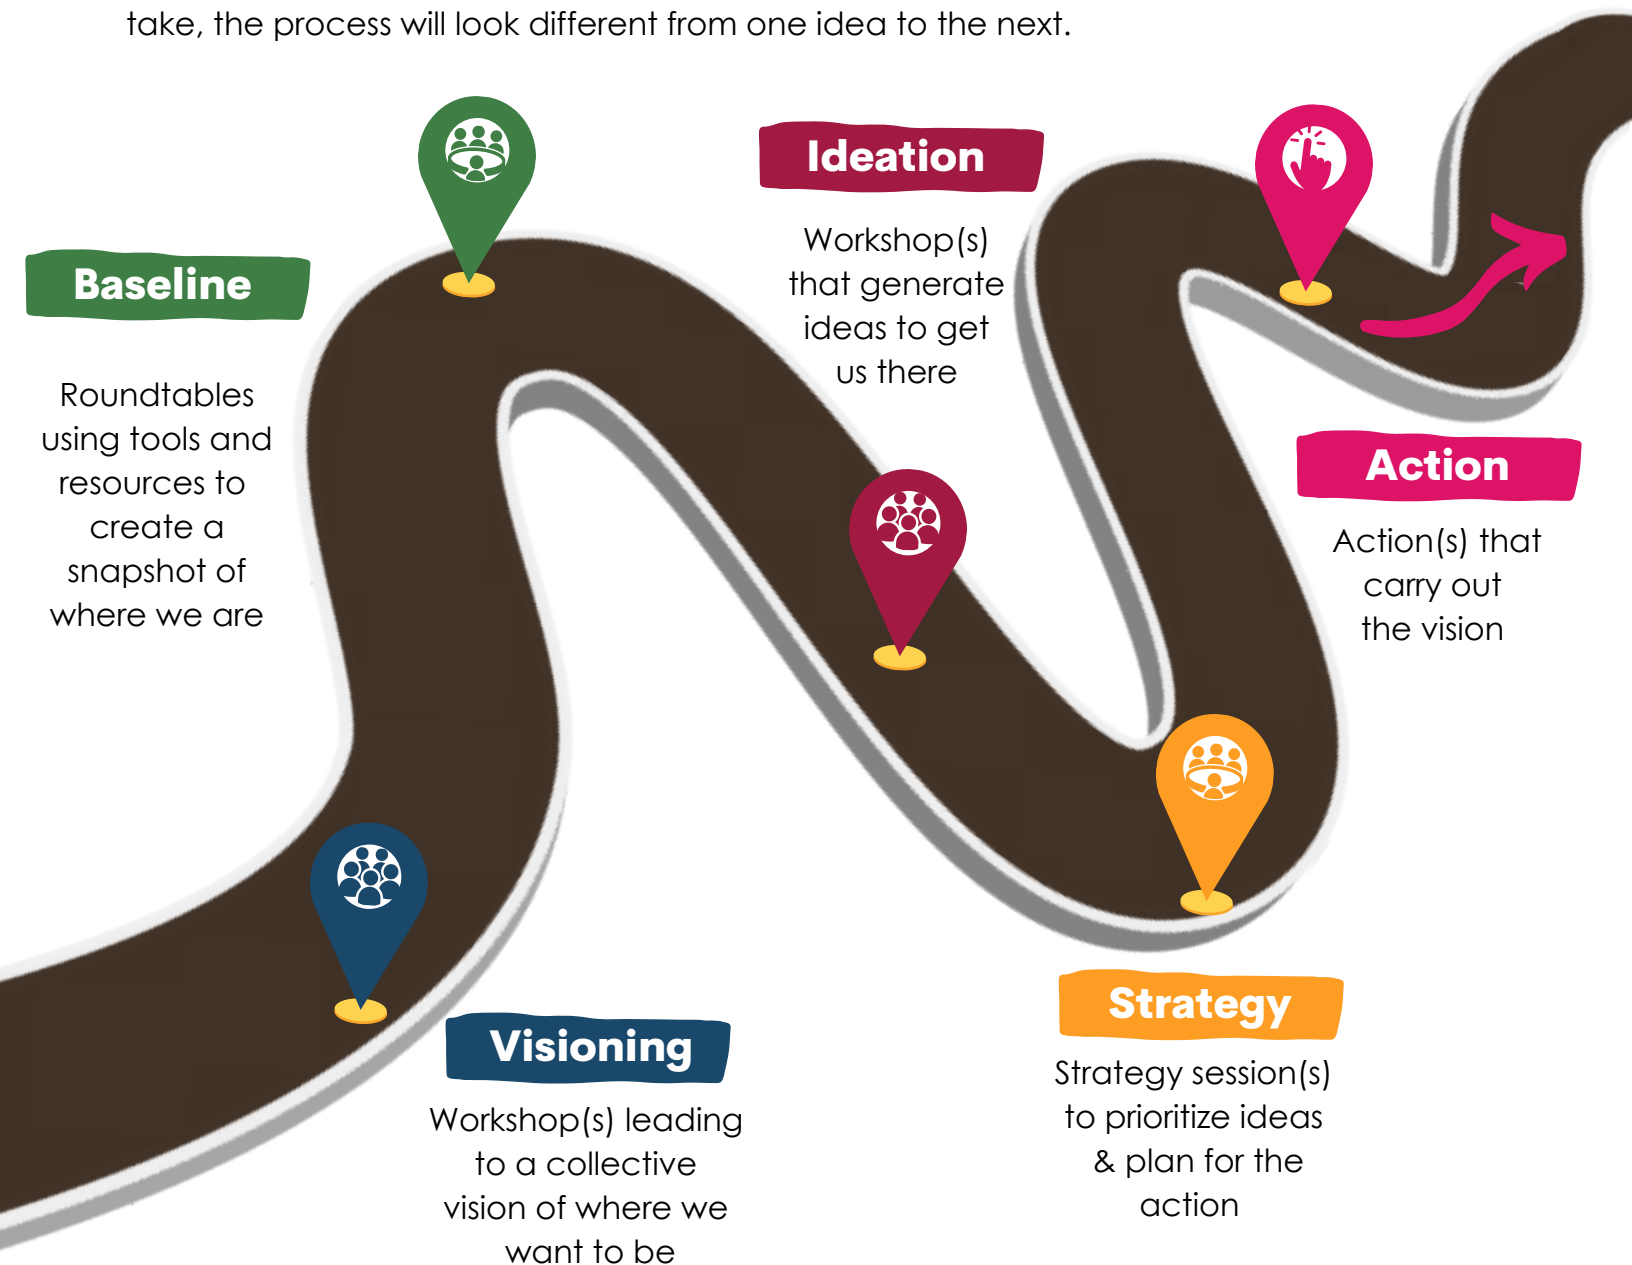 take, the process will look different from one idea to the next.
Baseline
Roundtables
using tools and
resources to
create a
snapshot of
where we are
Ideation
Workshop(s)
that generate
ideas to get
us there
Action
Action(s) that
carry out
the vision
Visioning
Workshop(s) leading
to a collective
vision of where we
want to be
Strategy
Strategy session(s)
to prioritize ideas
& plan for the
action